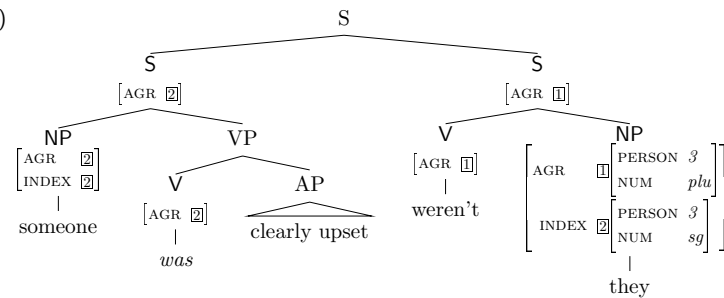 )
S
S S
[AGR 2] [AGR 1]
NP VP V NP
[AGR 2 INDEX 2] V AP [AGR 1] [AGR 1 [PERSON 3 NUM plu] INDEX 2 [PERSON 3 NUM sg]]
someone [AGR 2] clearly upset weren't
was they